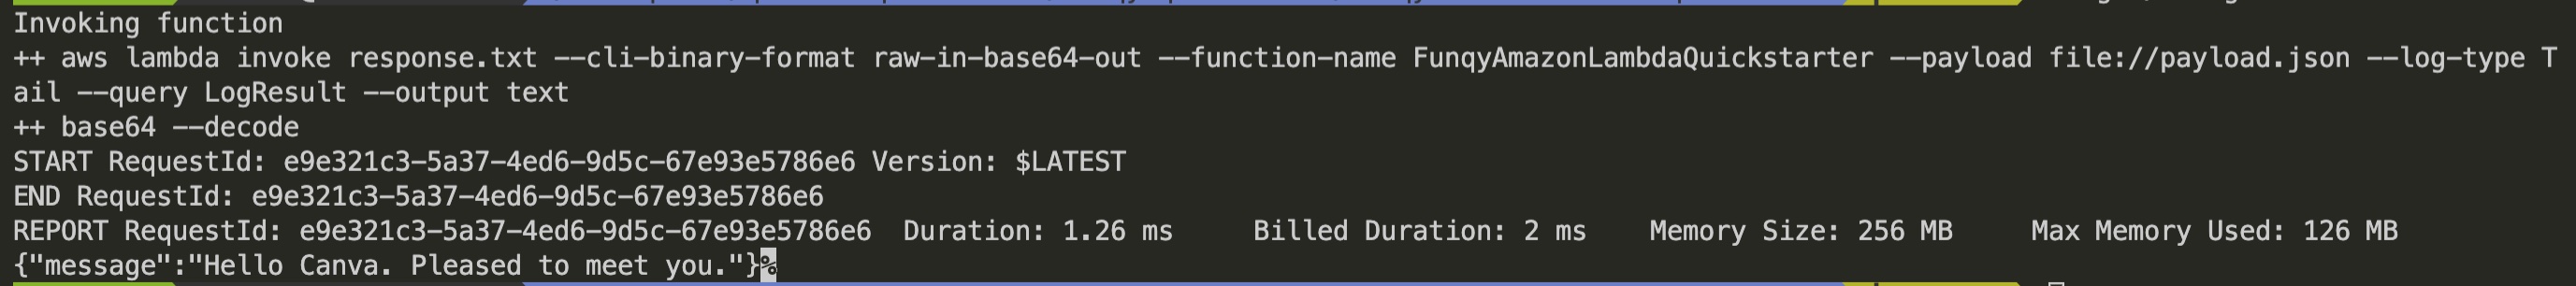 Invoking function
++ aws lambda invoke response.txt --cli-binary-format raw-in-base64-out --function-name FunqyAmazonLambdaQuickstarter --payload file://payload.json --log-type T
ail --query LogResult --output text
++ base64 --decode
START RequestId: e9e321c3-5a37-4ed6-9d5c-67e93e5786e6 Version: $LATEST
END RequestId: e9e321c3-5a37-4ed6-9d5c-67e93e5786e6
REPORT RequestId: e9e321c3-5a37-4ed6-9d5c-67e93e5786e6  Duration: 1.26 ms     Billed Duration: 2 ms    Memory Size: 256 MB     Max Memory Used: 126 MB
{"message":"Hello Canva. Pleased to meet you."}%